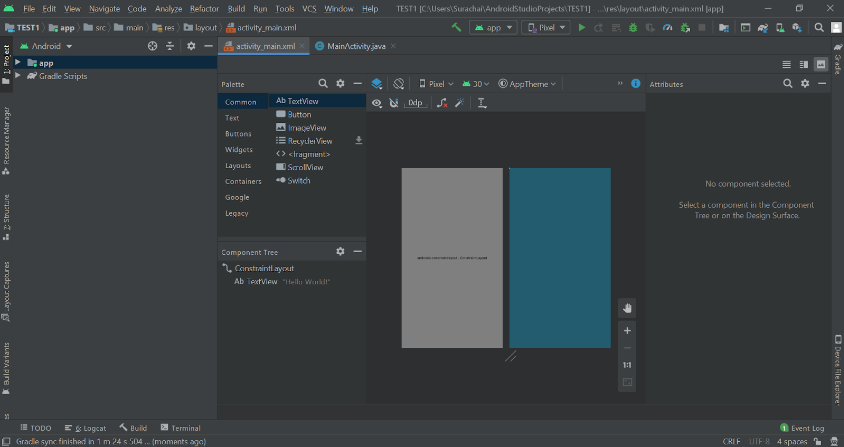 File Edit View Navigate Code Analyze Refactor Build Run Tools VCS Window Help TEST1 [C:\Users\Surachai\AndroidStudioProjects\TEST1] - ...\res\layout\activity_main.xml [app]
TEST1 app src main res layout activity_main.xml app Pixel
1: Project
Resource Manager
7: Structure
Layout Captures
Build Variants
Android
app
Gradle Scripts
activity_main.xml MainActivity.java
Palette
Common
Text
Buttons
Widgets
Layouts
Containers
Google
Legacy
Ab TextView
Button
ImageView
RecyclerView
<> <fragment>
ScrollView
Switch
Component Tree
ConstraintLayout
Ab TextView "Hello World!"
Pixel 30 AppTheme
0dp
1:1
Attributes
No component selected.
Select a component in the Component
Tree or on the Design Surface.
Gradle
Device File Explorer
TODO 6: Logcat Build Terminal 1 Event Log
Gradle sync finished in 1 m 24 s 504 ... (moments ago) CRLF UTF-8 4 spaces